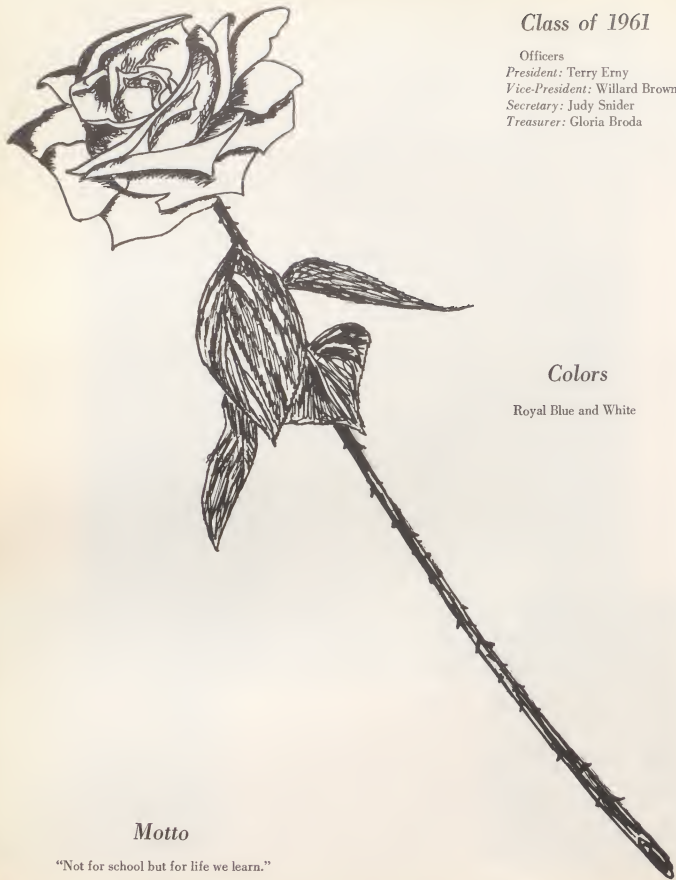 Class of 1961
Officers
President: Terry Erny
Vice-President: Willard Brown
Secretary: Judy Snider
Treasurer: Gloria Broda
Colors
Royal Blue and White
Motto
“Not for school but for life we learn.”